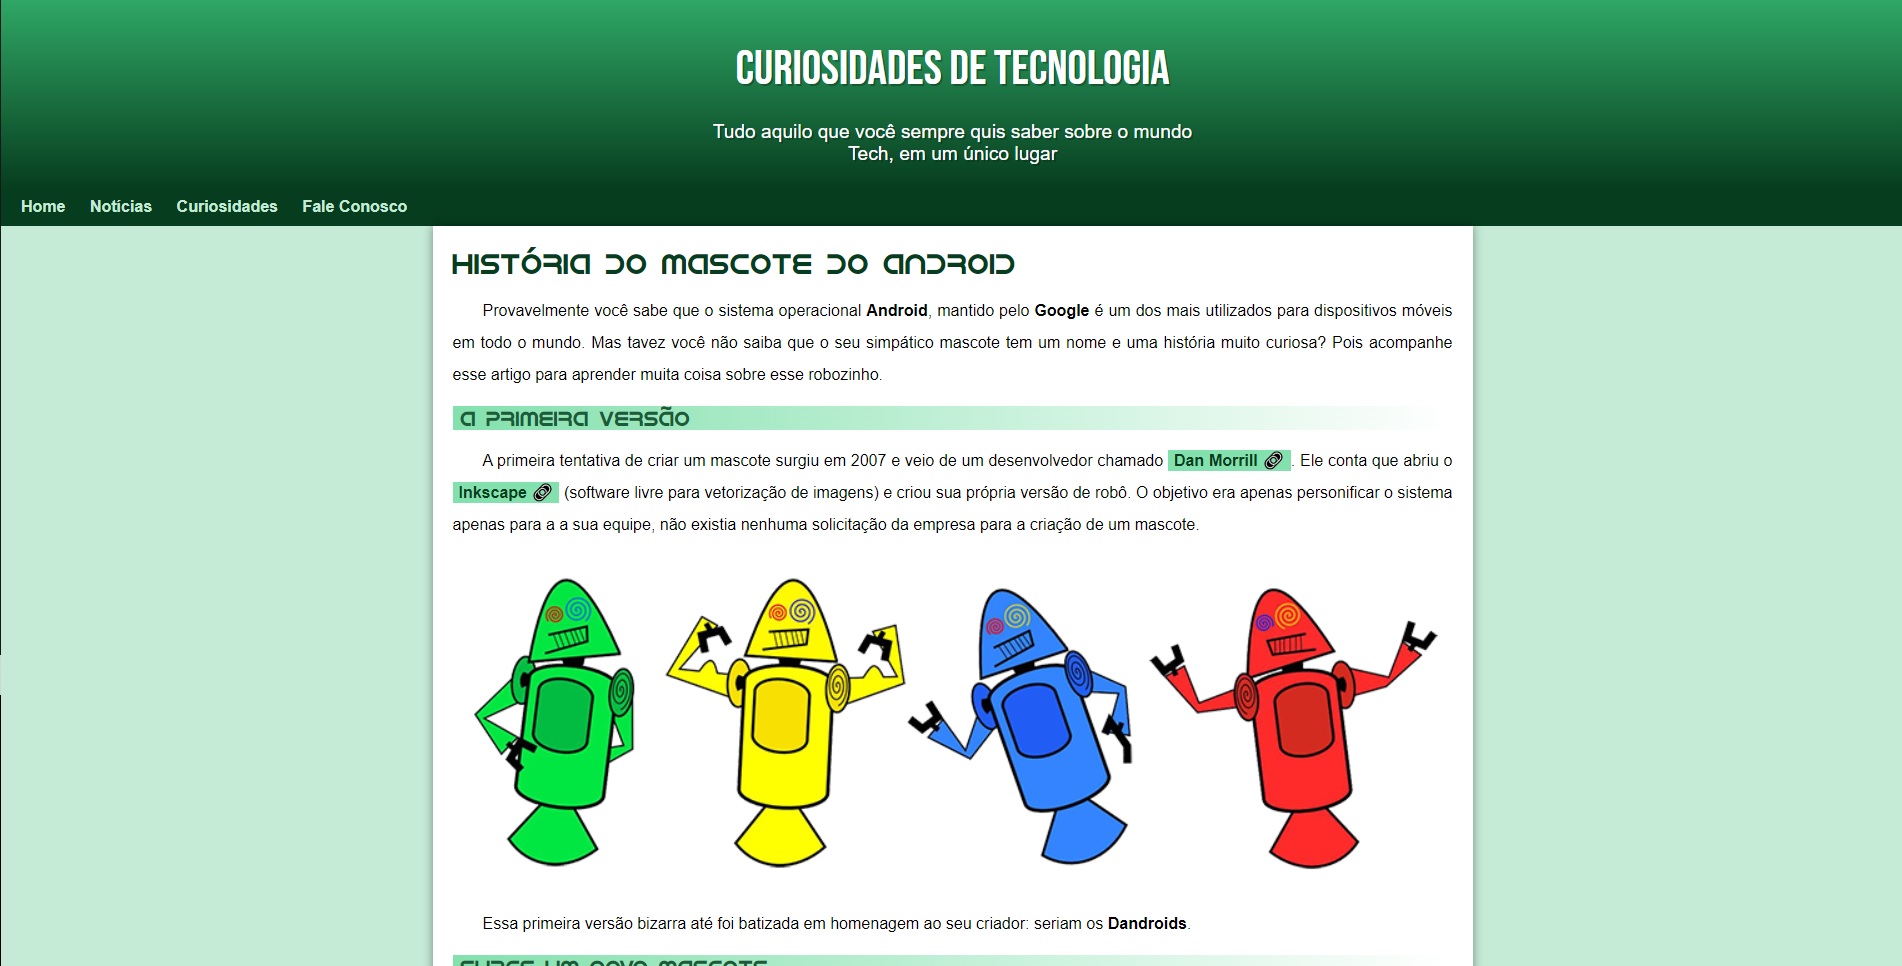 CURIOSIDADES DE TECNOLOGIA
Tudo aquilo que você sempre quis saber sobre o mundo
Tech, em um único lugar
Home Notícias Curiosidades Fale Conosco
HISTÓRIA DO MASCOTE DO ANDROID
Provavelmente você sabe que o sistema operacional Android, mantido pelo Google é um dos mais utilizados para dispositivos móveis
em todo o mundo. Mas tavez você não saiba que o seu simpático mascote tem um nome e uma história muito curiosa? Pois acompanhe
esse artigo para aprender muita coisa sobre esse robozinho.
A PRIMEIRA VERSÃO
A primeira tentativa de criar um mascote surgiu em 2007 e veio de um desenvolvedor chamado Dan Morrill. Ele conta que abriu o
Inkscape (software livre para vetorização de imagens) e criou sua própria versão de robô. O objetivo era apenas personificar o sistema
apenas para a a sua equipe, não existia nenhuma solicitação da empresa para a criação de um mascote.
Essa primeira versão bizarra até foi batizada em homenagem ao seu criador: seriam os Dandroids.
SURGE UM NOVO MASCOTE